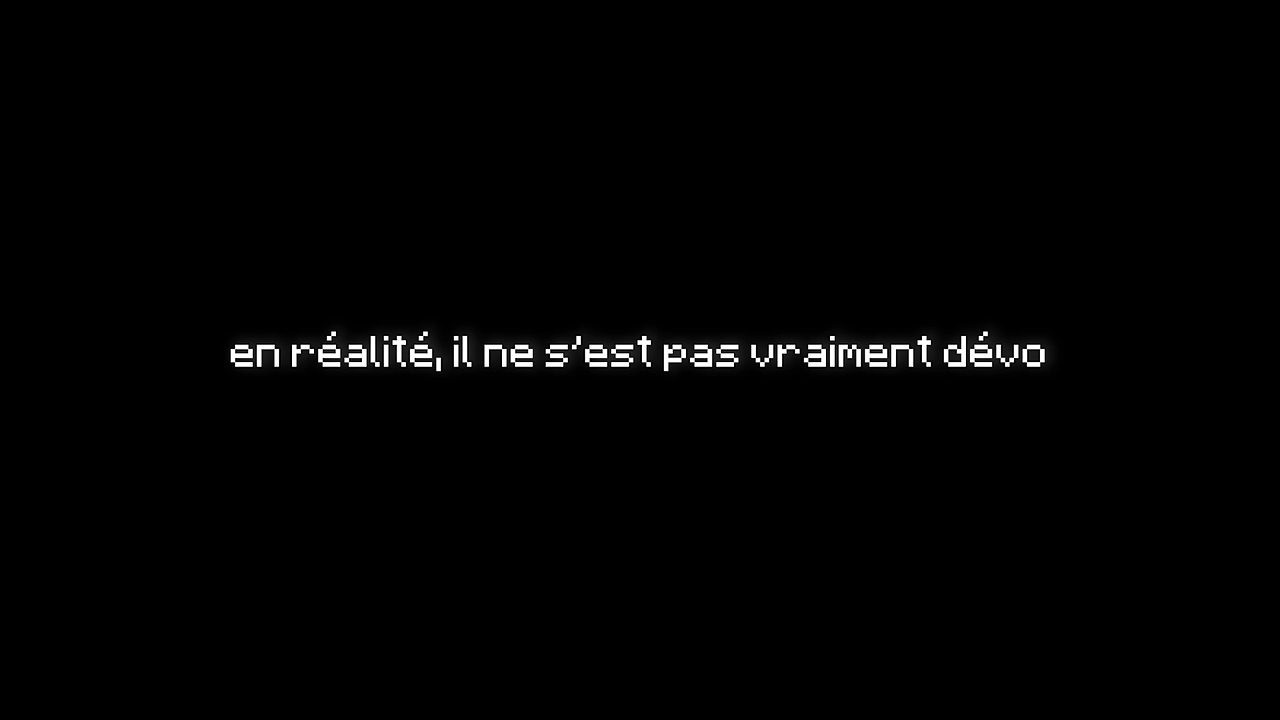 en réalité, il ne s'est pas vraiment dévo